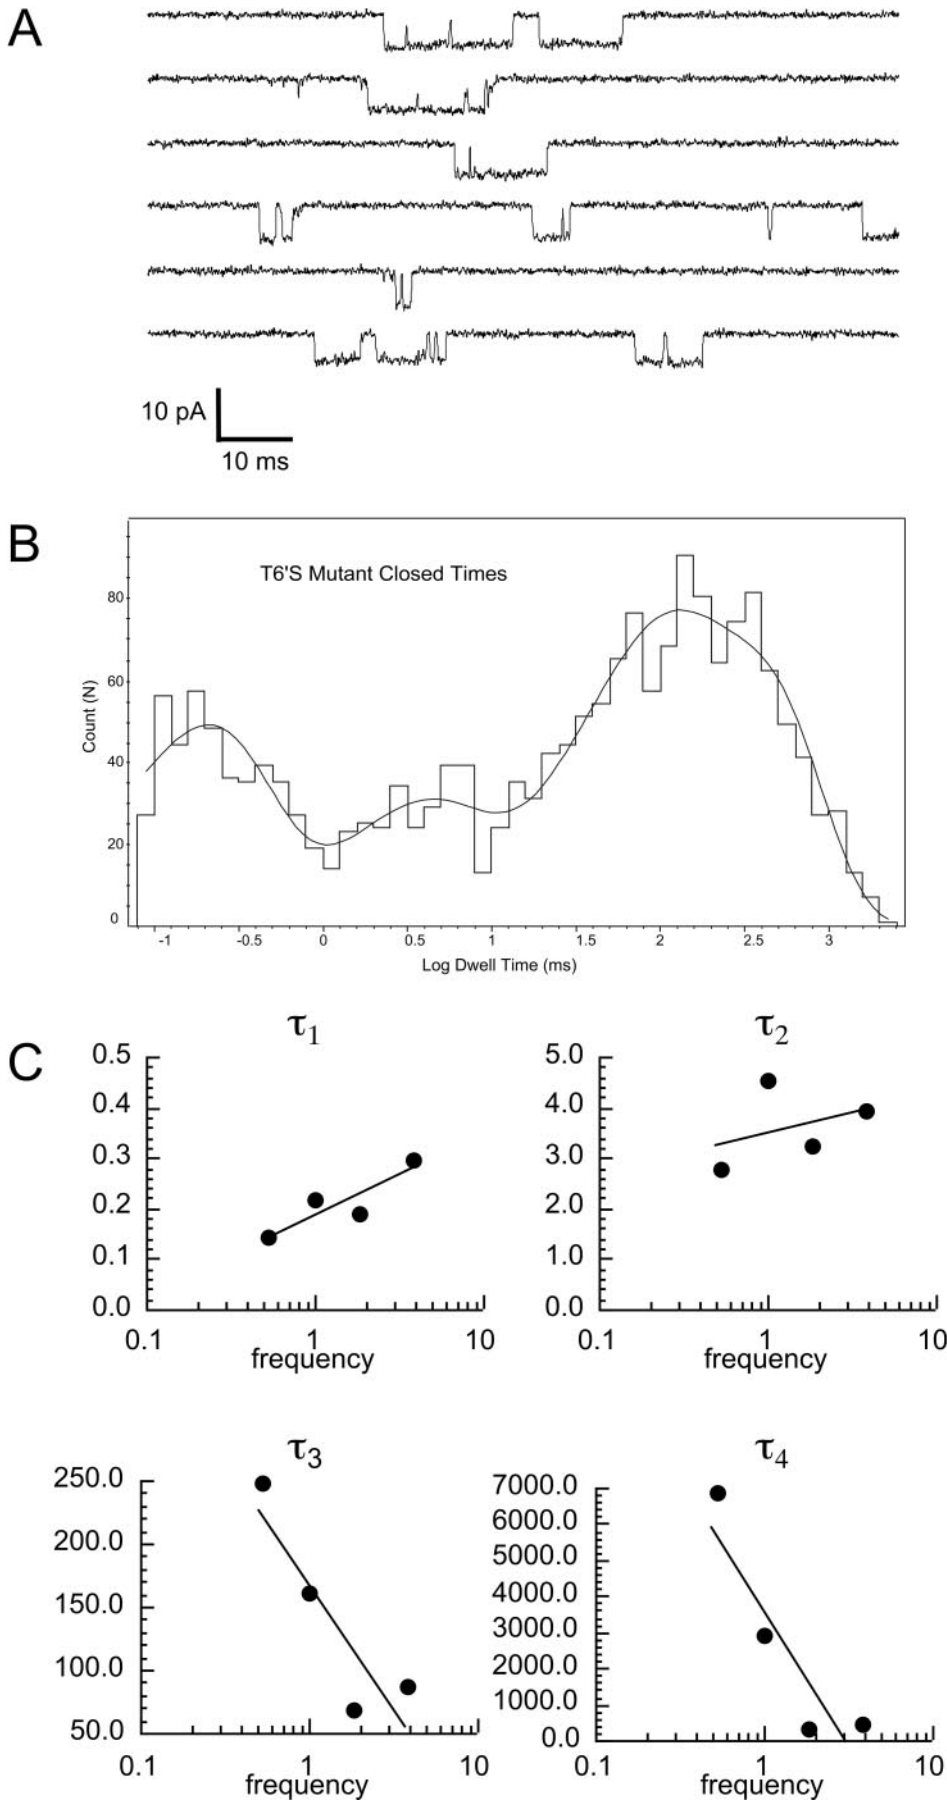 A
10 pA
10 ms
B
T6'S Mutant Closed Times
Count (N)
80
60
40
20
0
-1 -0.5 0 0.5 1 1.5 2 2.5 3
Log Dwell Time (ms)
C
τ1
0.5
0.4
0.3
0.2
0.1
0.0
0.1 1 10
frequency
τ2
5.0
4.0
3.0
2.0
1.0
0.0
0.1 1 10
frequency
τ3
250.0
200.0
150.0
100.0
50.0
0.1 1 10
frequency
τ4
7000.0
6000.0
5000.0
4000.0
3000.0
2000.0
1000.0
0.0
0.1 1 10
frequency